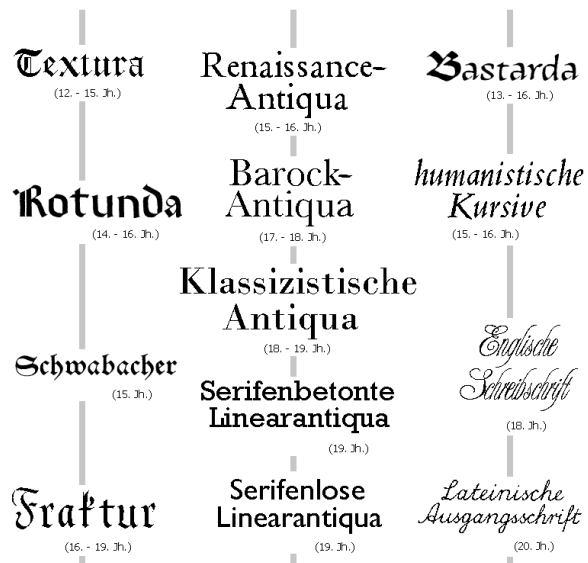 Textura
(12. - 15. Jh.)
Rotunda
(14. - 16. Jh.)
Schwabacher
(15. Jh.)
Fraktur
(16. - 19. Jh.)
Renaissance-
Antiqua
(15. - 16. Jh.)
Barock-
Antiqua
(17. - 18. Jh.)
Klassizistische
Antiqua
(18. - 19. Jh.)
Serifenbetonte
Linearantiqua
(19. Jh.)
Serifenlose
Linearantiqua
(19. Jh.)
Bastarda
(13. - 16. Jh.)
humanistische
Kursive
(15. - 16. Jh.)
Englische
Schreibschrift
(18. Jh.)
Lateinische
Ausgangsschrift
(20. Jh.)